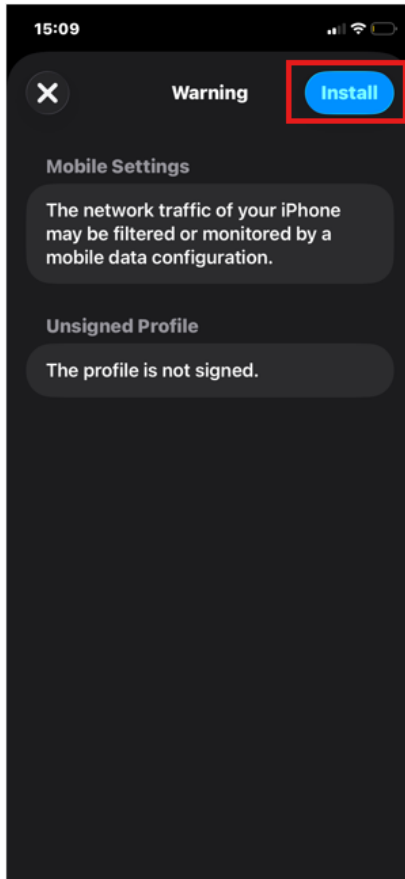 15:09
Warning
Install
Mobile Settings
The network traffic of your iPhone
may be filtered or monitored by a
mobile data configuration.
Unsigned Profile
The profile is not signed.